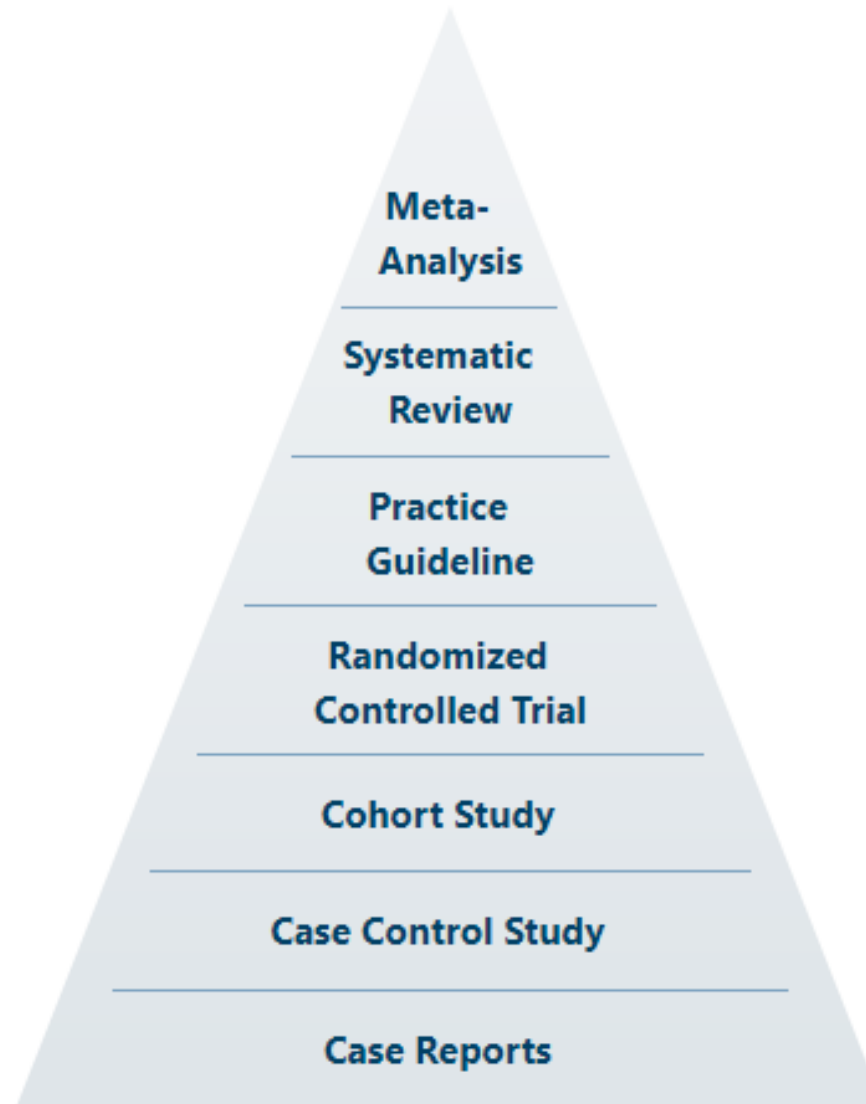 Meta-
Analysis
Systematic
Review
Practice
Guideline
Randomized
Controlled Trial
Cohort Study
Case Control Study
Case Reports